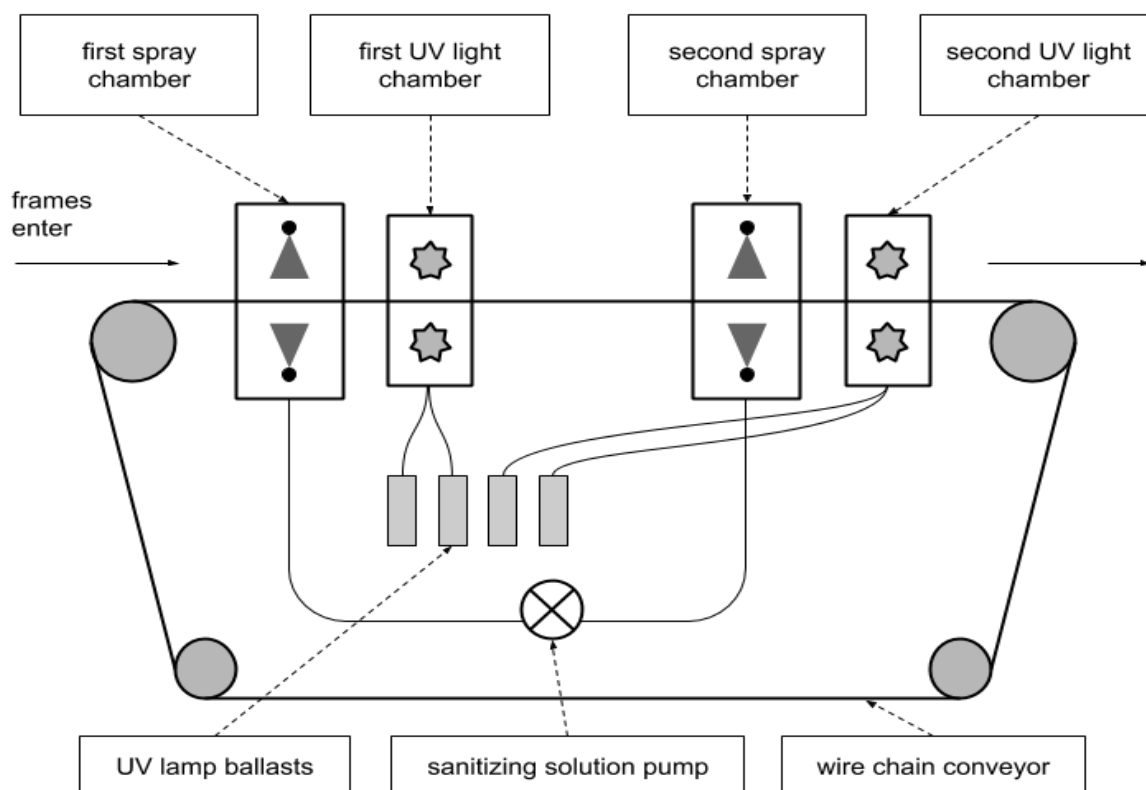 first spray
chamber
first UV light
chamber
second spray
chamber
second UV light
chamber
frames
enter
UV lamp ballasts
sanitizing solution pump
wire chain conveyor